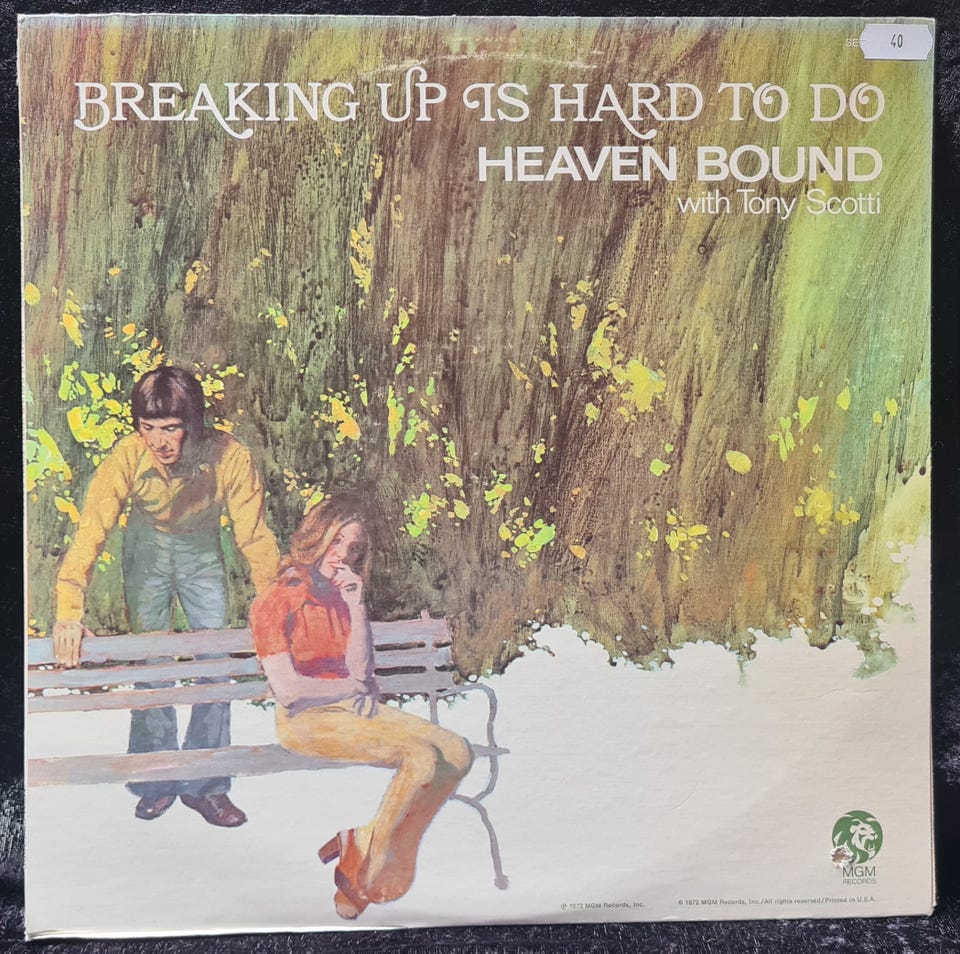 SE
40
BREAKING UP IS HARD TO DO
HEAVEN BOUND
with Tony Scotti
MGM
RECORDS
℗ 1972 MGM Records, Inc.
© 1972 MGM Records, Inc./All rights reserved/Printed in U.S.A.